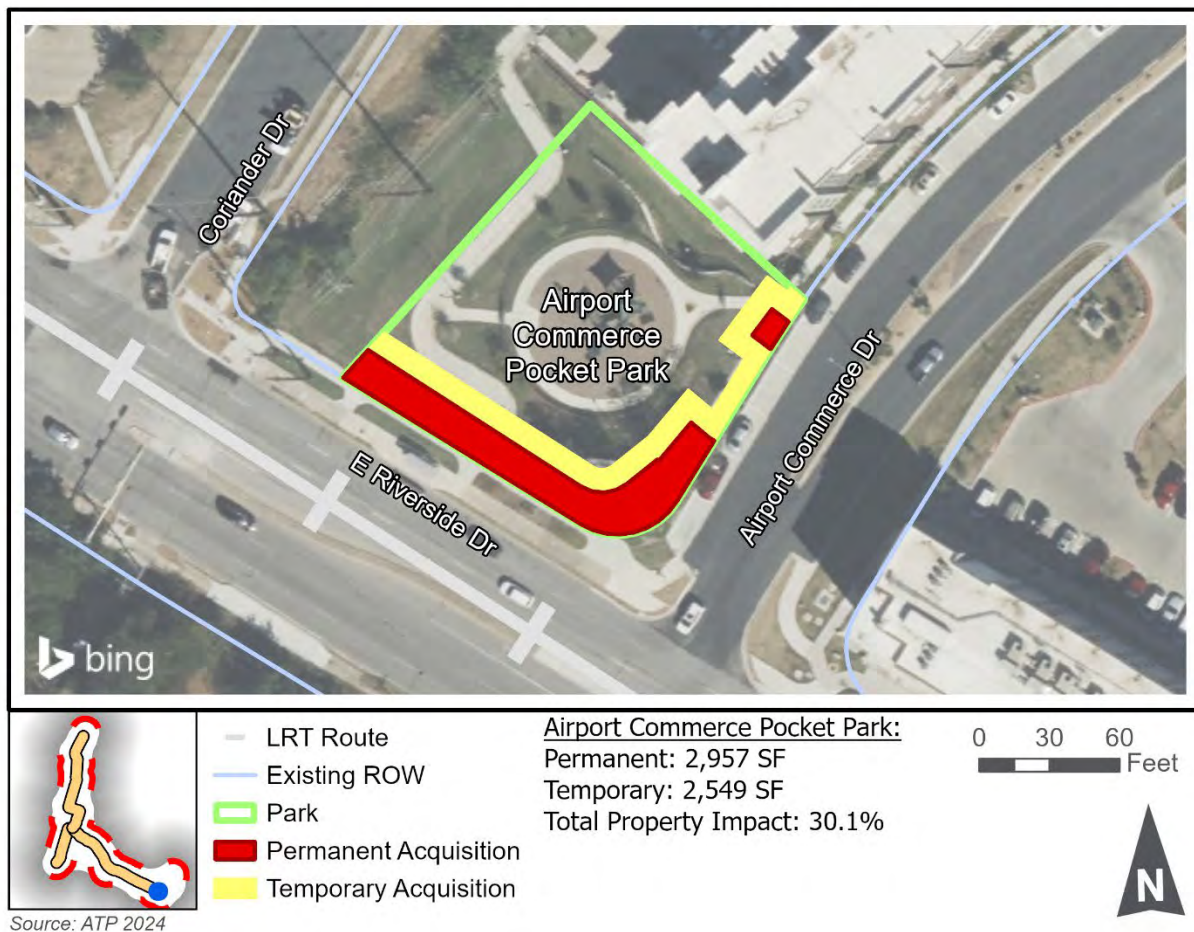 Coriander Dr
Airport
Commerce
Pocket Park
E Riverside Dr
Airport Commerce Dr
bing
LRT Route
Existing ROW
Park
Permanent Acquisition
Temporary Acquisition
Airport Commerce Pocket Park:
Permanent: 2,957 SF
Temporary: 2,549 SF
Total Property Impact: 30.1%
0 30 60
Feet
N
Source: ATP 2024